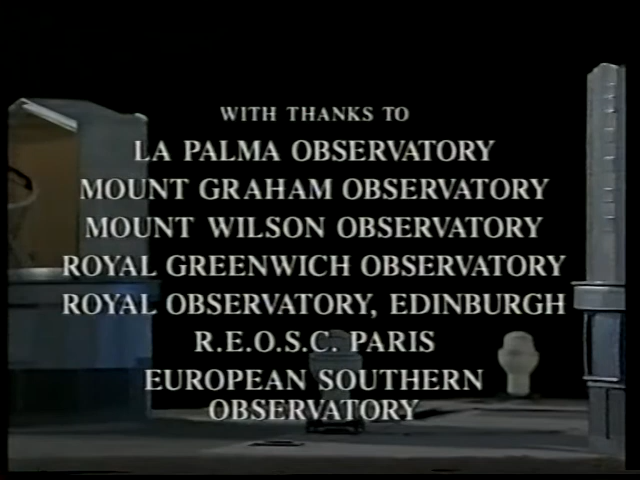 WITH THANKS TO
LA PALMA OBSERVATORY
MOUNT GRAHAM OBSERVATORY
MOUNT WILSON OBSERVATORY
ROYAL GREENWICH OBSERVATORY
ROYAL OBSERVATORY, EDINBURGH
R.E.O.S.C. PARIS
EUROPEAN SOUTHERN
OBSERVATORY